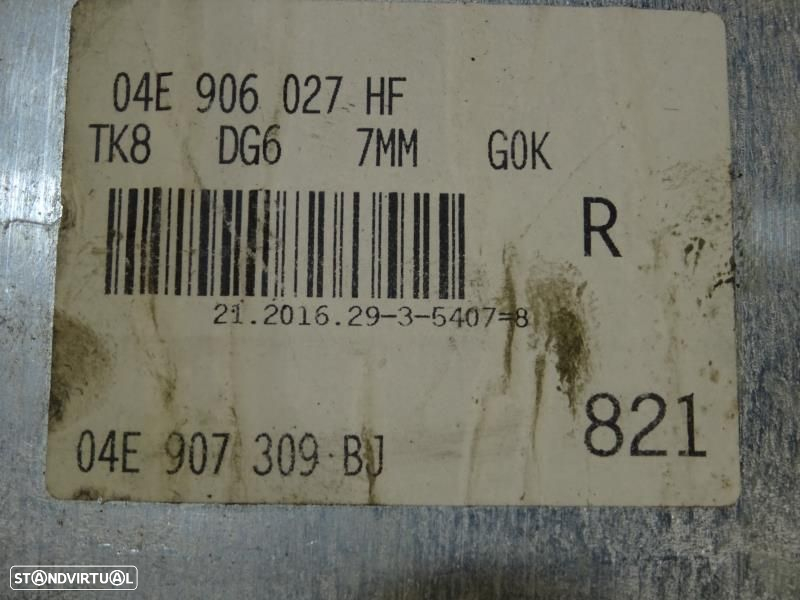 04E 906 027 HF
TK8 DG6 7MM G0K
R
21.2016.29-3-5407=8
821
04E 907 309 BJ
STANDVIRTUAL